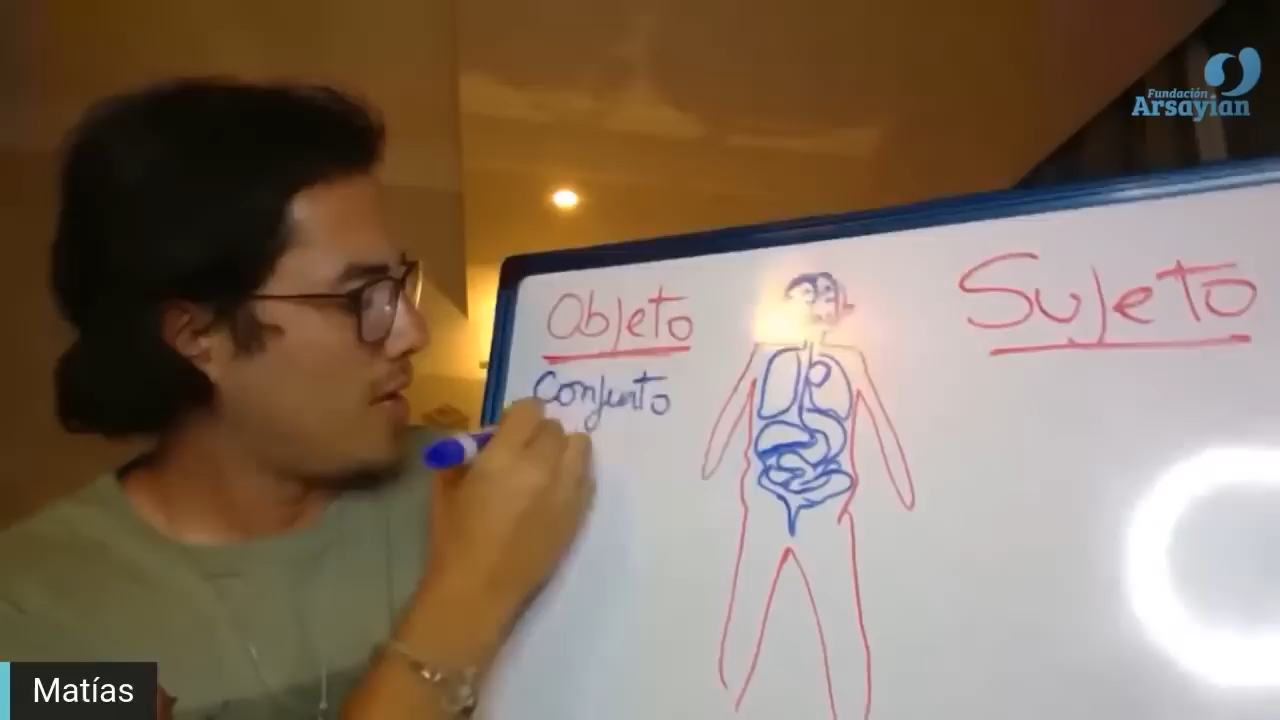 Fundación
Arsayian
Objeto
Sujeto
Conjunto
Matías